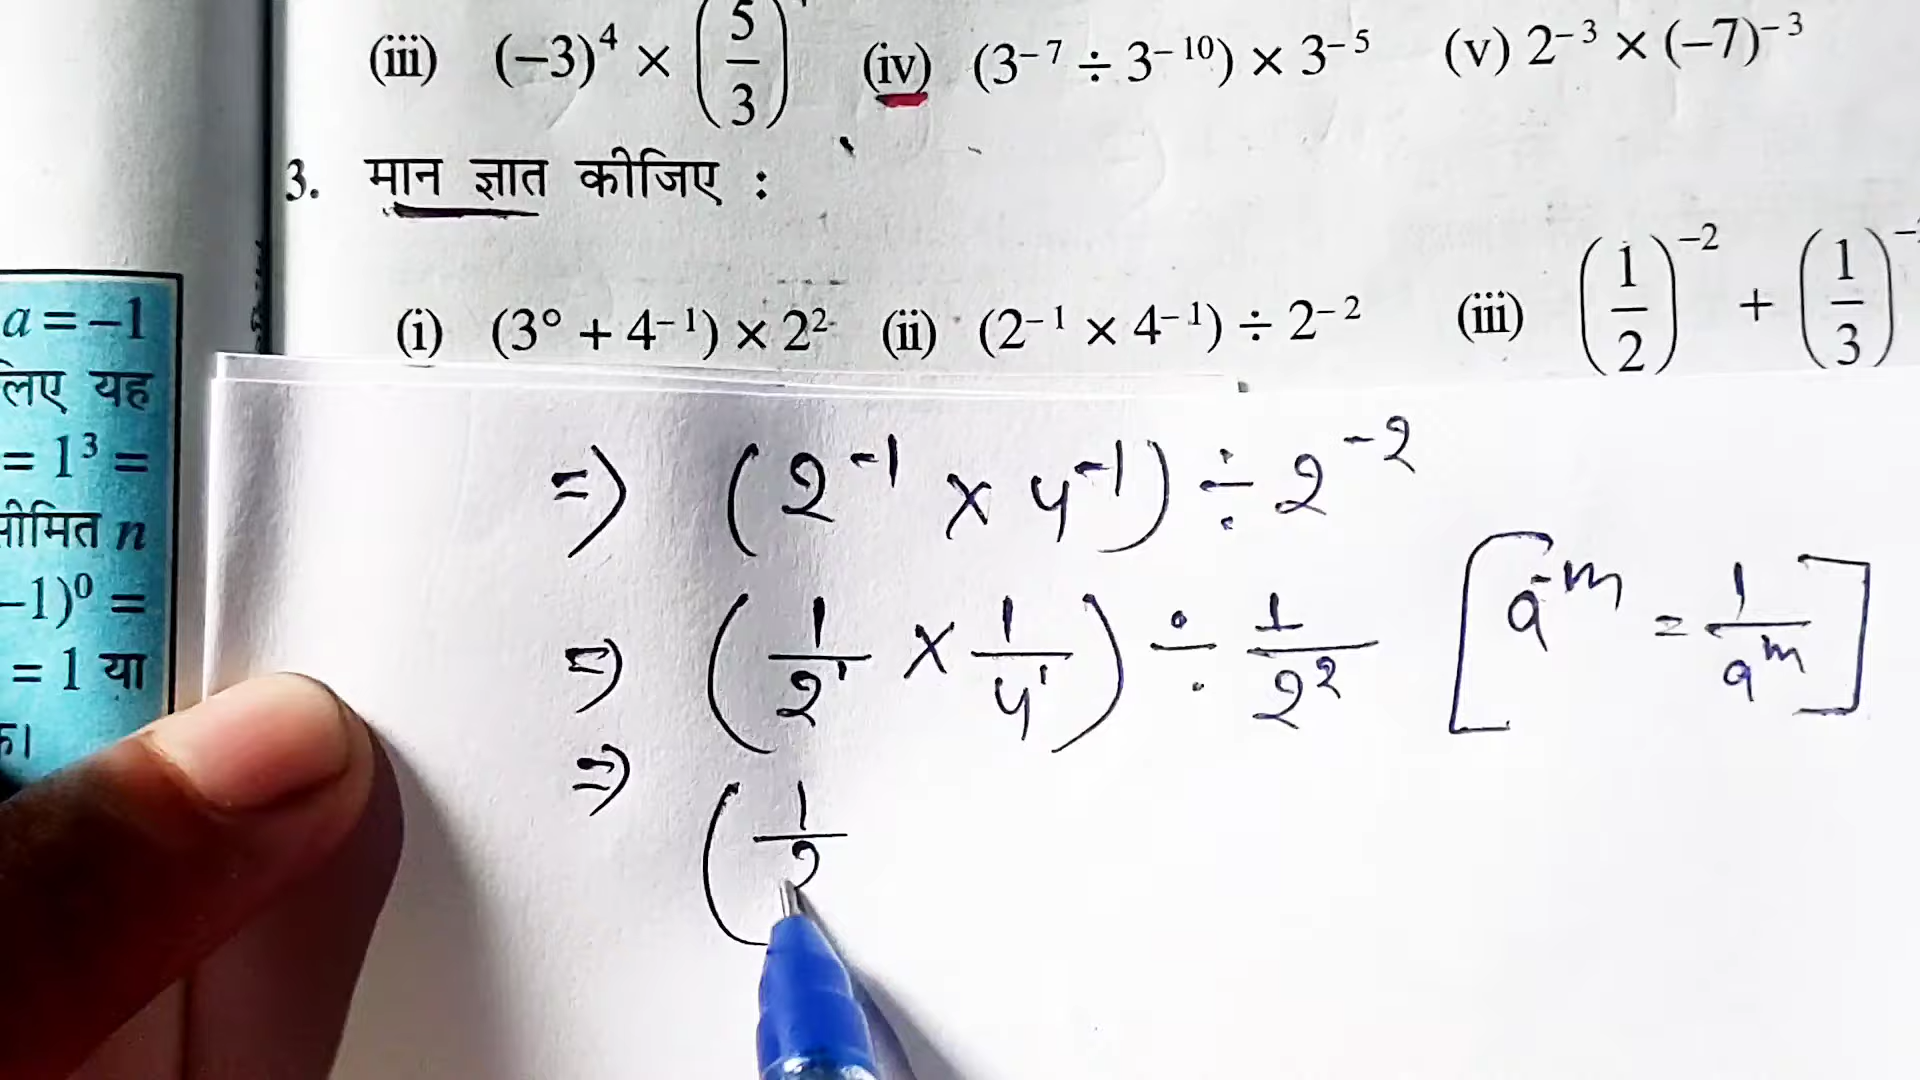 (iii) (−3)⁴ × (5/3) (iv) (3⁻⁷ ÷ 3⁻¹⁰) × 3⁻⁵ (v) 2⁻³ × (−7)⁻³
3. मान ज्ञात कीजिए :
(i) (3° + 4⁻¹) × 2² (ii) (2⁻¹ × 4⁻¹) ÷ 2⁻² (iii) (1/2)⁻² + (1/3)
a = −1
लिए यह
= 1³ =
n
−1)⁰ =
= 1 या
=> (2⁻¹ × 4⁻¹) ÷ 2⁻²
=> (1/2¹ × 1/4¹) ÷ 1/2² [a⁻ᵐ = 1/aᵐ]
=> (1/2